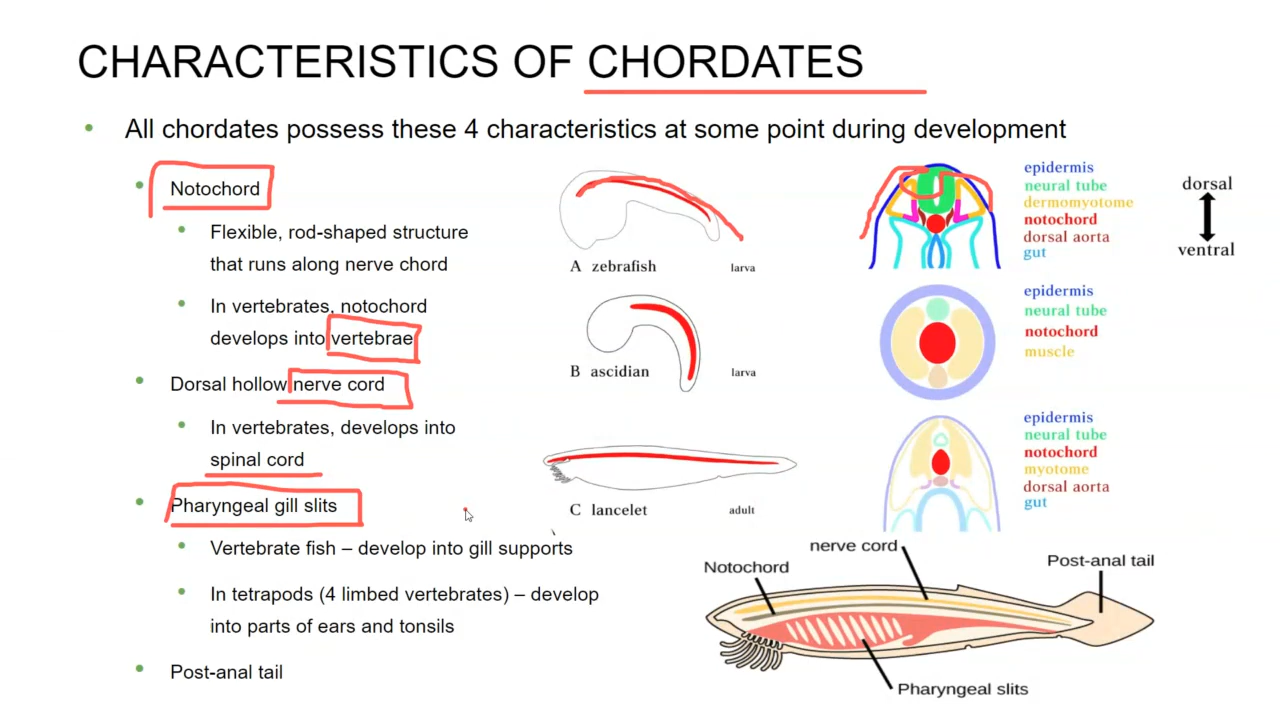 CHARACTERISTICS OF CHORDATES
All chordates possess these 4 characteristics at some point during development
Notochord
Flexible, rod-shaped structure
that runs along nerve chord
In vertebrates, notochord
develops into vertebrae
Dorsal hollow nerve cord
In vertebrates, develops into
spinal cord
Pharyngeal gill slits
Vertebrate fish – develop into gill supports
In tetrapods (4 limbed vertebrates) – develop
into parts of ears and tonsils
Post-anal tail
A zebrafish larva
epidermis
neural tube
dermomyotome
notochord
dorsal aorta
gut
dorsal
ventral
B ascidian larva
epidermis
neural tube
notochord
muscle
C lancelet adult
epidermis
neural tube
notochord
myotome
dorsal aorta
gut
nerve cord
Notochord
Post-anal tail
Pharyngeal slits